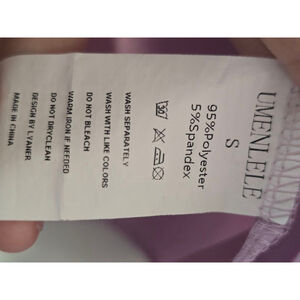 UMENLELE
S
95%Polyester
5%Spandex
WASH SEPARATELY
WASH WITH LIKE COLORS
DO NOT BLEACH
WARM IRON IF NEEDED
DO NOT DRYCLEAN
DESIGN BY LYANER
MADE IN CHINA